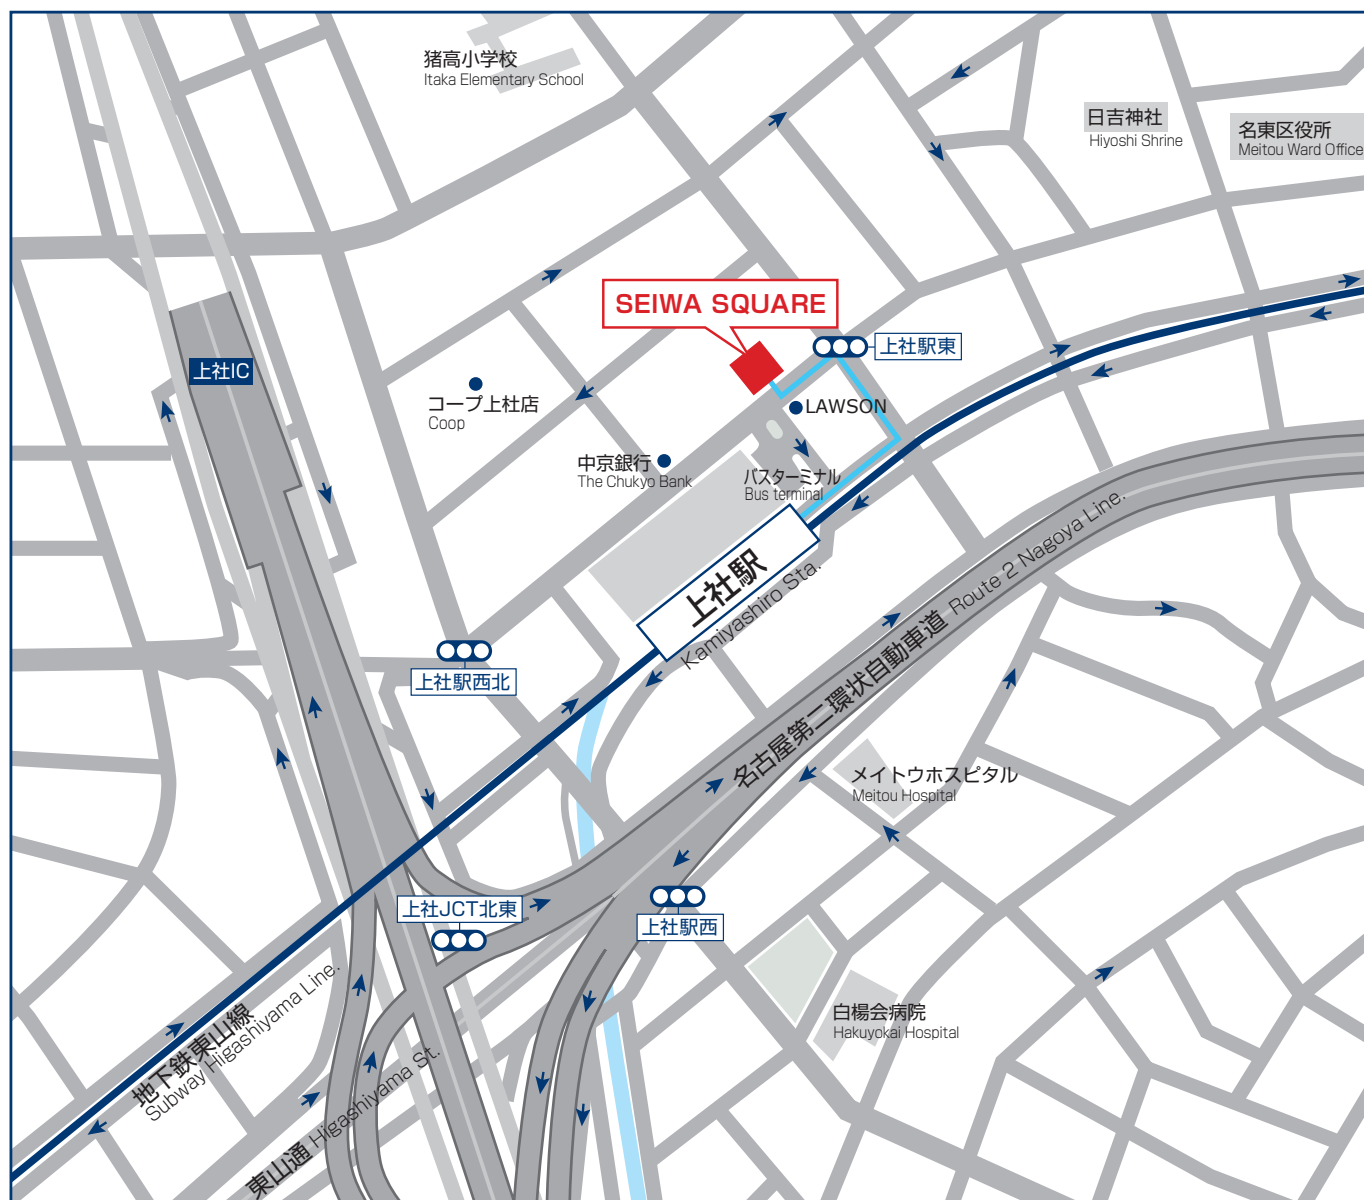 猪高小学校
Itaka Elementary School
日吉神社
Hiyoshi Shrine
名東区役所
Meitou Ward Office
SEIWA SQUARE
上社駅東
上社IC
コープ上社店
Coop
LAWSON
中京銀行
The Chukyo Bank
バスターミナル
Bus terminal
上社駅
Kamiyashiro Sta.
名古屋第二環状自動車道 Route 2 Nagoya Line.
上社駅西北
メイトウホスピタル
Meitou Hospital
上社JCT北東
上社駅西
白楊会病院
Hakuyokai Hospital
地下鉄東山線
Subway Higashiyama Line.
東山通 Higashiyama St.